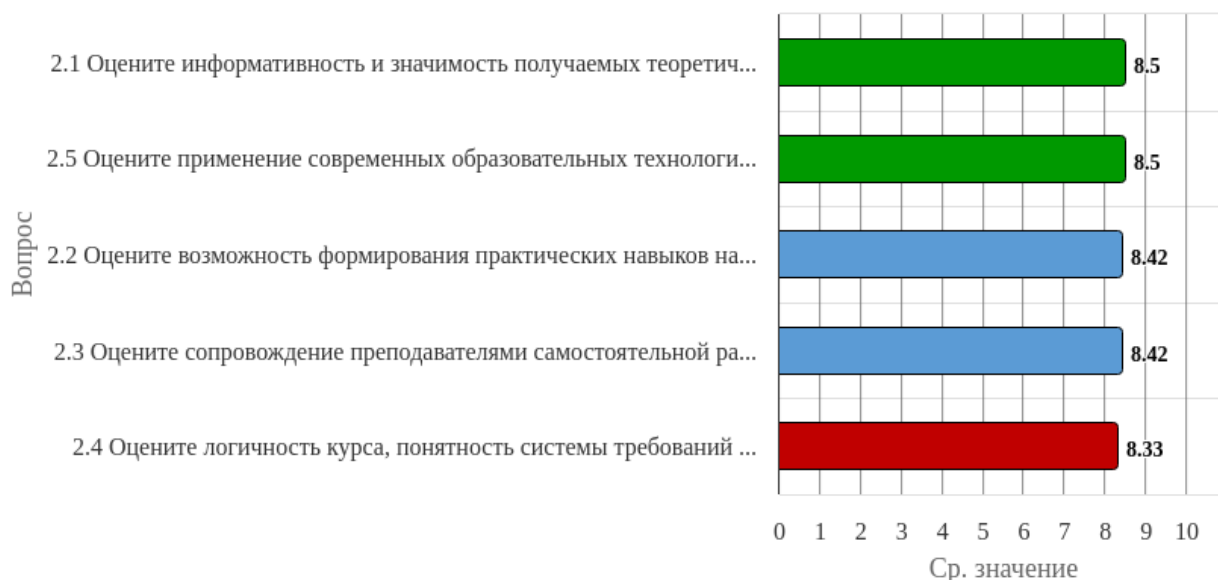 2.1 Оцените информативность и значимость получаемых теоретич...
8.5
2.5 Оцените применение современных образовательных технологи...
8.5
2.2 Оцените возможность формирования практических навыков на...
8.42
2.3 Оцените сопровождение преподавателями самостоятельной ра...
8.42
2.4 Оцените логичность курса, понятность системы требований ...
8.33
Вопрос
0 1 2 3 4 5 6 7 8 9 10
Ср. значение